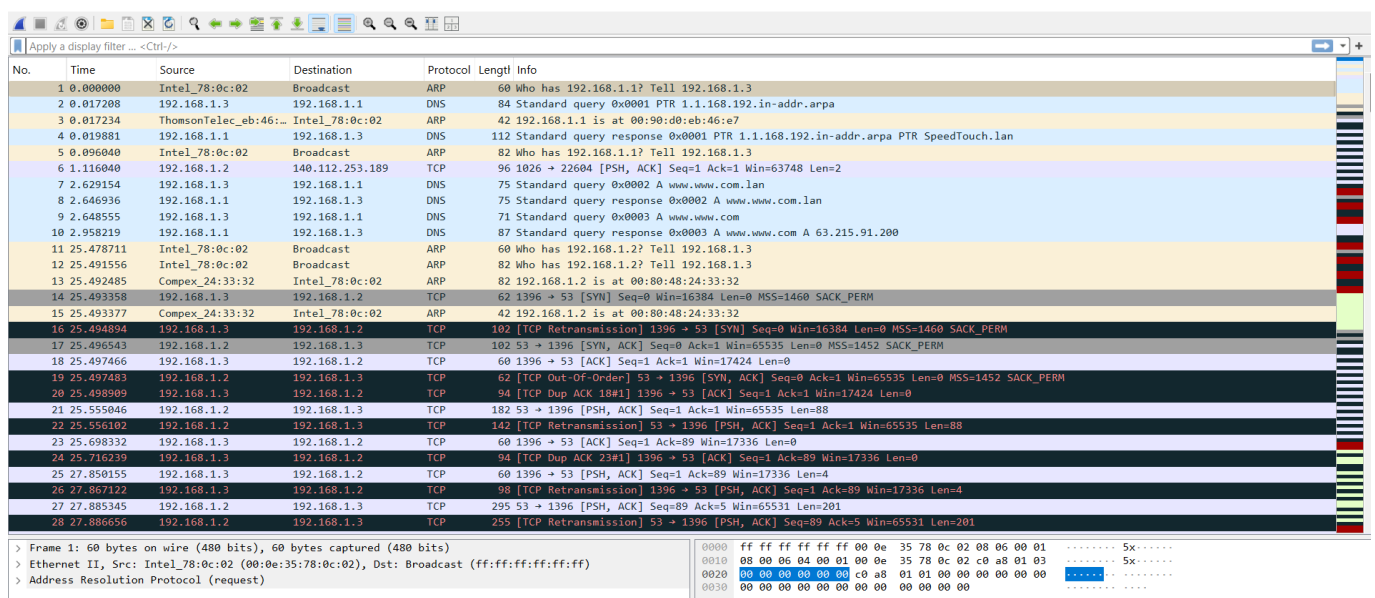 Apply a display filter ... <Ctrl-/>
No. Time Source Destination Protocol Length Info
1 0.000000 Intel_78:0c:02 Broadcast ARP 60 Who has 192.168.1.1? Tell 192.168.1.3
2 0.017208 192.168.1.3 192.168.1.1 DNS 84 Standard query 0x0001 PTR 1.1.168.192.in-addr.arpa
3 0.017234 ThomsonTelec_eb:46:… Intel_78:0c:02 ARP 42 192.168.1.1 is at 00:90:d0:eb:46:e7
4 0.019881 192.168.1.1 192.168.1.3 DNS 112 Standard query response 0x0001 PTR 1.1.168.192.in-addr.arpa PTR SpeedTouch.lan
5 0.096040 Intel_78:0c:02 Broadcast ARP 82 Who has 192.168.1.1? Tell 192.168.1.3
6 1.116040 192.168.1.2 140.112.253.189 TCP 96 1026 → 22604 [PSH, ACK] Seq=1 Ack=1 Win=63748 Len=2
7 2.629154 192.168.1.3 192.168.1.1 DNS 75 Standard query 0x0002 A www.www.com.lan
8 2.646936 192.168.1.1 192.168.1.3 DNS 75 Standard query response 0x0002 A www.www.com.lan
9 2.648555 192.168.1.3 192.168.1.1 DNS 71 Standard query 0x0003 A www.www.com
10 2.958219 192.168.1.1 192.168.1.3 DNS 87 Standard query response 0x0003 A www.www.com A 63.215.91.200
11 25.478711 Intel_78:0c:02 Broadcast ARP 60 Who has 192.168.1.2? Tell 192.168.1.3
12 25.491556 Intel_78:0c:02 Broadcast ARP 82 Who has 192.168.1.2? Tell 192.168.1.3
13 25.492485 Compex_24:33:32 Intel_78:0c:02 ARP 82 192.168.1.2 is at 00:80:48:24:33:32
14 25.493358 192.168.1.3 192.168.1.2 TCP 62 1396 → 53 [SYN] Seq=0 Win=16384 Len=0 MSS=1460 SACK_PERM
15 25.493377 Compex_24:33:32 Intel_78:0c:02 ARP 42 192.168.1.2 is at 00:80:48:24:33:32
16 25.494894 192.168.1.3 192.168.1.2 TCP 102 [TCP Retransmission] 1396 → 53 [SYN] Seq=0 Win=16384 Len=0 MSS=1460 SACK_PERM
17 25.496543 192.168.1.2 192.168.1.3 TCP 102 53 → 1396 [SYN, ACK] Seq=0 Ack=1 Win=65535 Len=0 MSS=1452 SACK_PERM
18 25.497466 192.168.1.3 192.168.1.2 TCP 60 1396 → 53 [ACK] Seq=1 Ack=1 Win=17424 Len=0
19 25.497483 192.168.1.2 192.168.1.3 TCP 62 [TCP Out-Of-Order] 53 → 1396 [SYN, ACK] Seq=0 Ack=1 Win=65535 Len=0 MSS=1452 SACK_PERM
20 25.498909 192.168.1.3 192.168.1.2 TCP 94 [TCP Dup ACK 18#1] 1396 → 53 [ACK] Seq=1 Ack=1 Win=17424 Len=0
21 25.555046 192.168.1.2 192.168.1.3 TCP 182 53 → 1396 [PSH, ACK] Seq=1 Ack=1 Win=65535 Len=88
22 25.556102 192.168.1.2 192.168.1.3 TCP 142 [TCP Retransmission] 53 → 1396 [PSH, ACK] Seq=1 Ack=1 Win=65535 Len=88
23 25.698332 192.168.1.3 192.168.1.2 TCP 60 1396 → 53 [ACK] Seq=1 Ack=89 Win=17336 Len=0
24 25.716239 192.168.1.3 192.168.1.2 TCP 94 [TCP Dup ACK 23#1] 1396 → 53 [ACK] Seq=1 Ack=89 Win=17336 Len=0
25 27.850155 192.168.1.3 192.168.1.2 TCP 60 1396 → 53 [PSH, ACK] Seq=1 Ack=89 Win=17336 Len=4
26 27.867122 192.168.1.3 192.168.1.2 TCP 98 [TCP Retransmission] 1396 → 53 [PSH, ACK] Seq=1 Ack=89 Win=17336 Len=4
27 27.885345 192.168.1.2 192.168.1.3 TCP 295 53 → 1396 [PSH, ACK] Seq=89 Ack=5 Win=65531 Len=201
28 27.886656 192.168.1.2 192.168.1.3 TCP 255 [TCP Retransmission] 53 → 1396 [PSH, ACK] Seq=89 Ack=5 Win=65531 Len=201
Frame 1: 60 bytes on wire (480 bits), 60 bytes captured (480 bits)
Ethernet II, Src: Intel_78:0c:02 (00:0e:35:78:0c:02), Dst: Broadcast (ff:ff:ff:ff:ff:ff)
Address Resolution Protocol (request)
0000 ff ff ff ff ff ff 00 0e 35 78 0c 02 08 06 00 01 ········ 5x······
0010 08 00 06 04 00 01 00 0e 35 78 0c 02 c0 a8 01 03 ········ 5x······
0020 00 00 00 00 00 00 c0 a8 01 01 00 00 00 00 00 00 ········ ········
0030 00 00 00 00 00 00 00 00 00 00 00 00 ········ ····